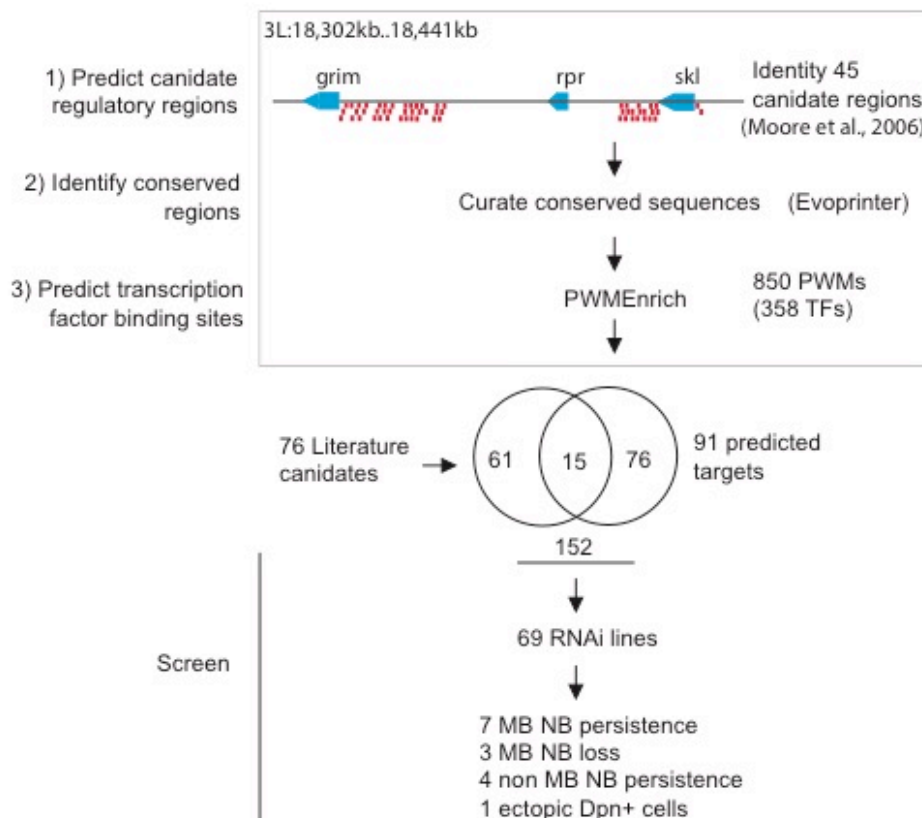 3L:18,302kb..18,441kb
1) Predict canidate
regulatory regions
grim
rpr
skl
Identity 45
canidate regions
(Moore et al., 2006)
2) Identify conserved
regions
Curate conserved sequences (Evoprinter)
3) Predict transcription
factor binding sites
PWMEnrich
850 PWMs
(358 TFs)
76 Literature
canidates
61
15
76
91 predicted
targets
152
Screen
69 RNAi lines
7 MB NB persistence
3 MB NB loss
4 non MB NB persistence
1 ectopic Dpn+ cells